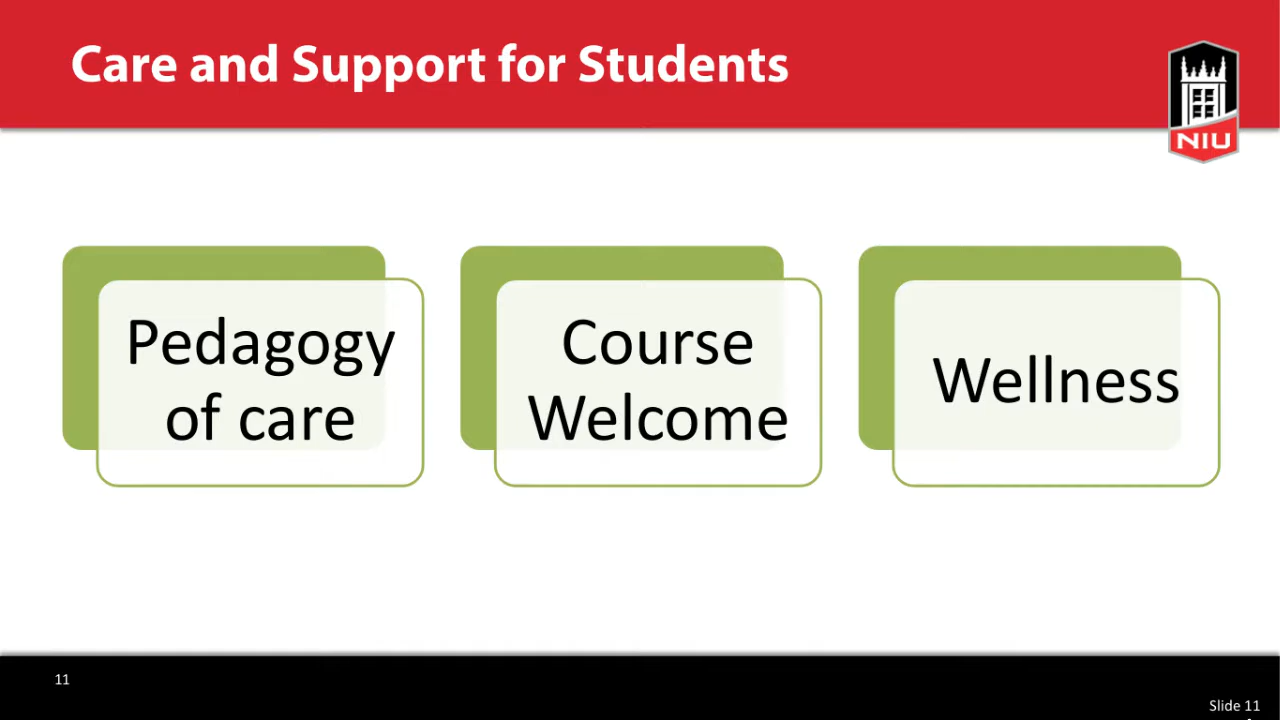 Care and Support for Students
NIU
Pedagogy
of care
Course
Welcome
Wellness
11
Slide 11